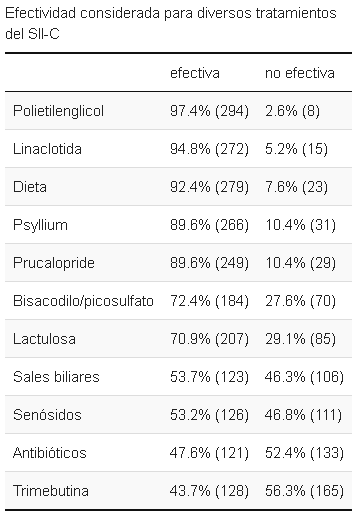 Efectividad considerada para diversos tratamientos
del SII-C
efectiva no efectiva
Polietilenglicol 97.4% (294) 2.6% (8)
Linaclotida 94.8% (272) 5.2% (15)
Dieta 92.4% (279) 7.6% (23)
Psyllium 89.6% (266) 10.4% (31)
Prucalopride 89.6% (249) 10.4% (29)
Bisacodilo/picosulfato 72.4% (184) 27.6% (70)
Lactulosa 70.9% (207) 29.1% (85)
Sales biliares 53.7% (123) 46.3% (106)
Senósidos 53.2% (126) 46.8% (111)
Antibióticos 47.6% (121) 52.4% (133)
Trimebutina 43.7% (128) 56.3% (165)